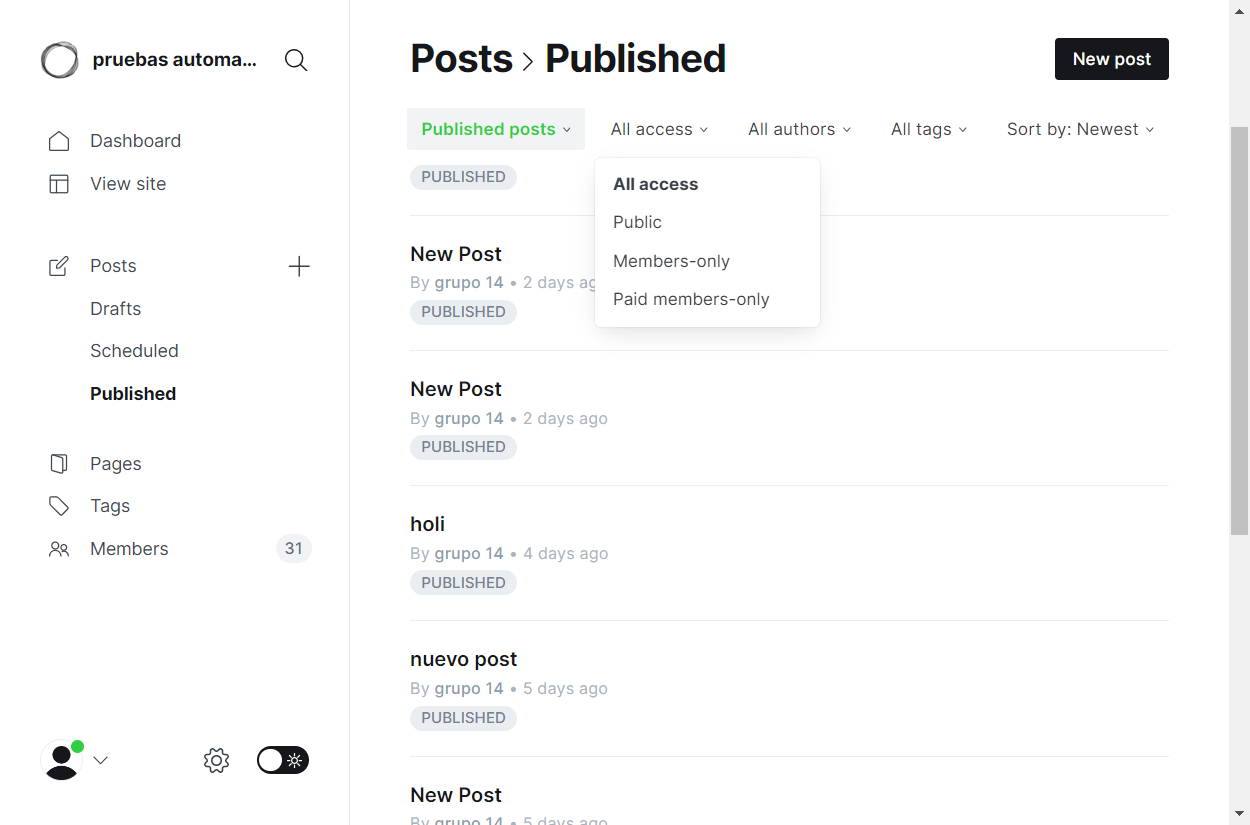 pruebas automa...
Dashboard
View site
Posts
Drafts
Scheduled
Published
Pages
Tags
Members 31
Posts > Published
New post
Published posts All access All authors All tags Sort by: Newest
All access
Public
Members-only
Paid members-only
PUBLISHED
New Post
By grupo 14 • 2 days ag
PUBLISHED
New Post
By grupo 14 • 2 days ago
PUBLISHED
holi
By grupo 14 • 4 days ago
PUBLISHED
nuevo post
By grupo 14 • 5 days ago
PUBLISHED
New Post
By grupo 14 • 5 days ago